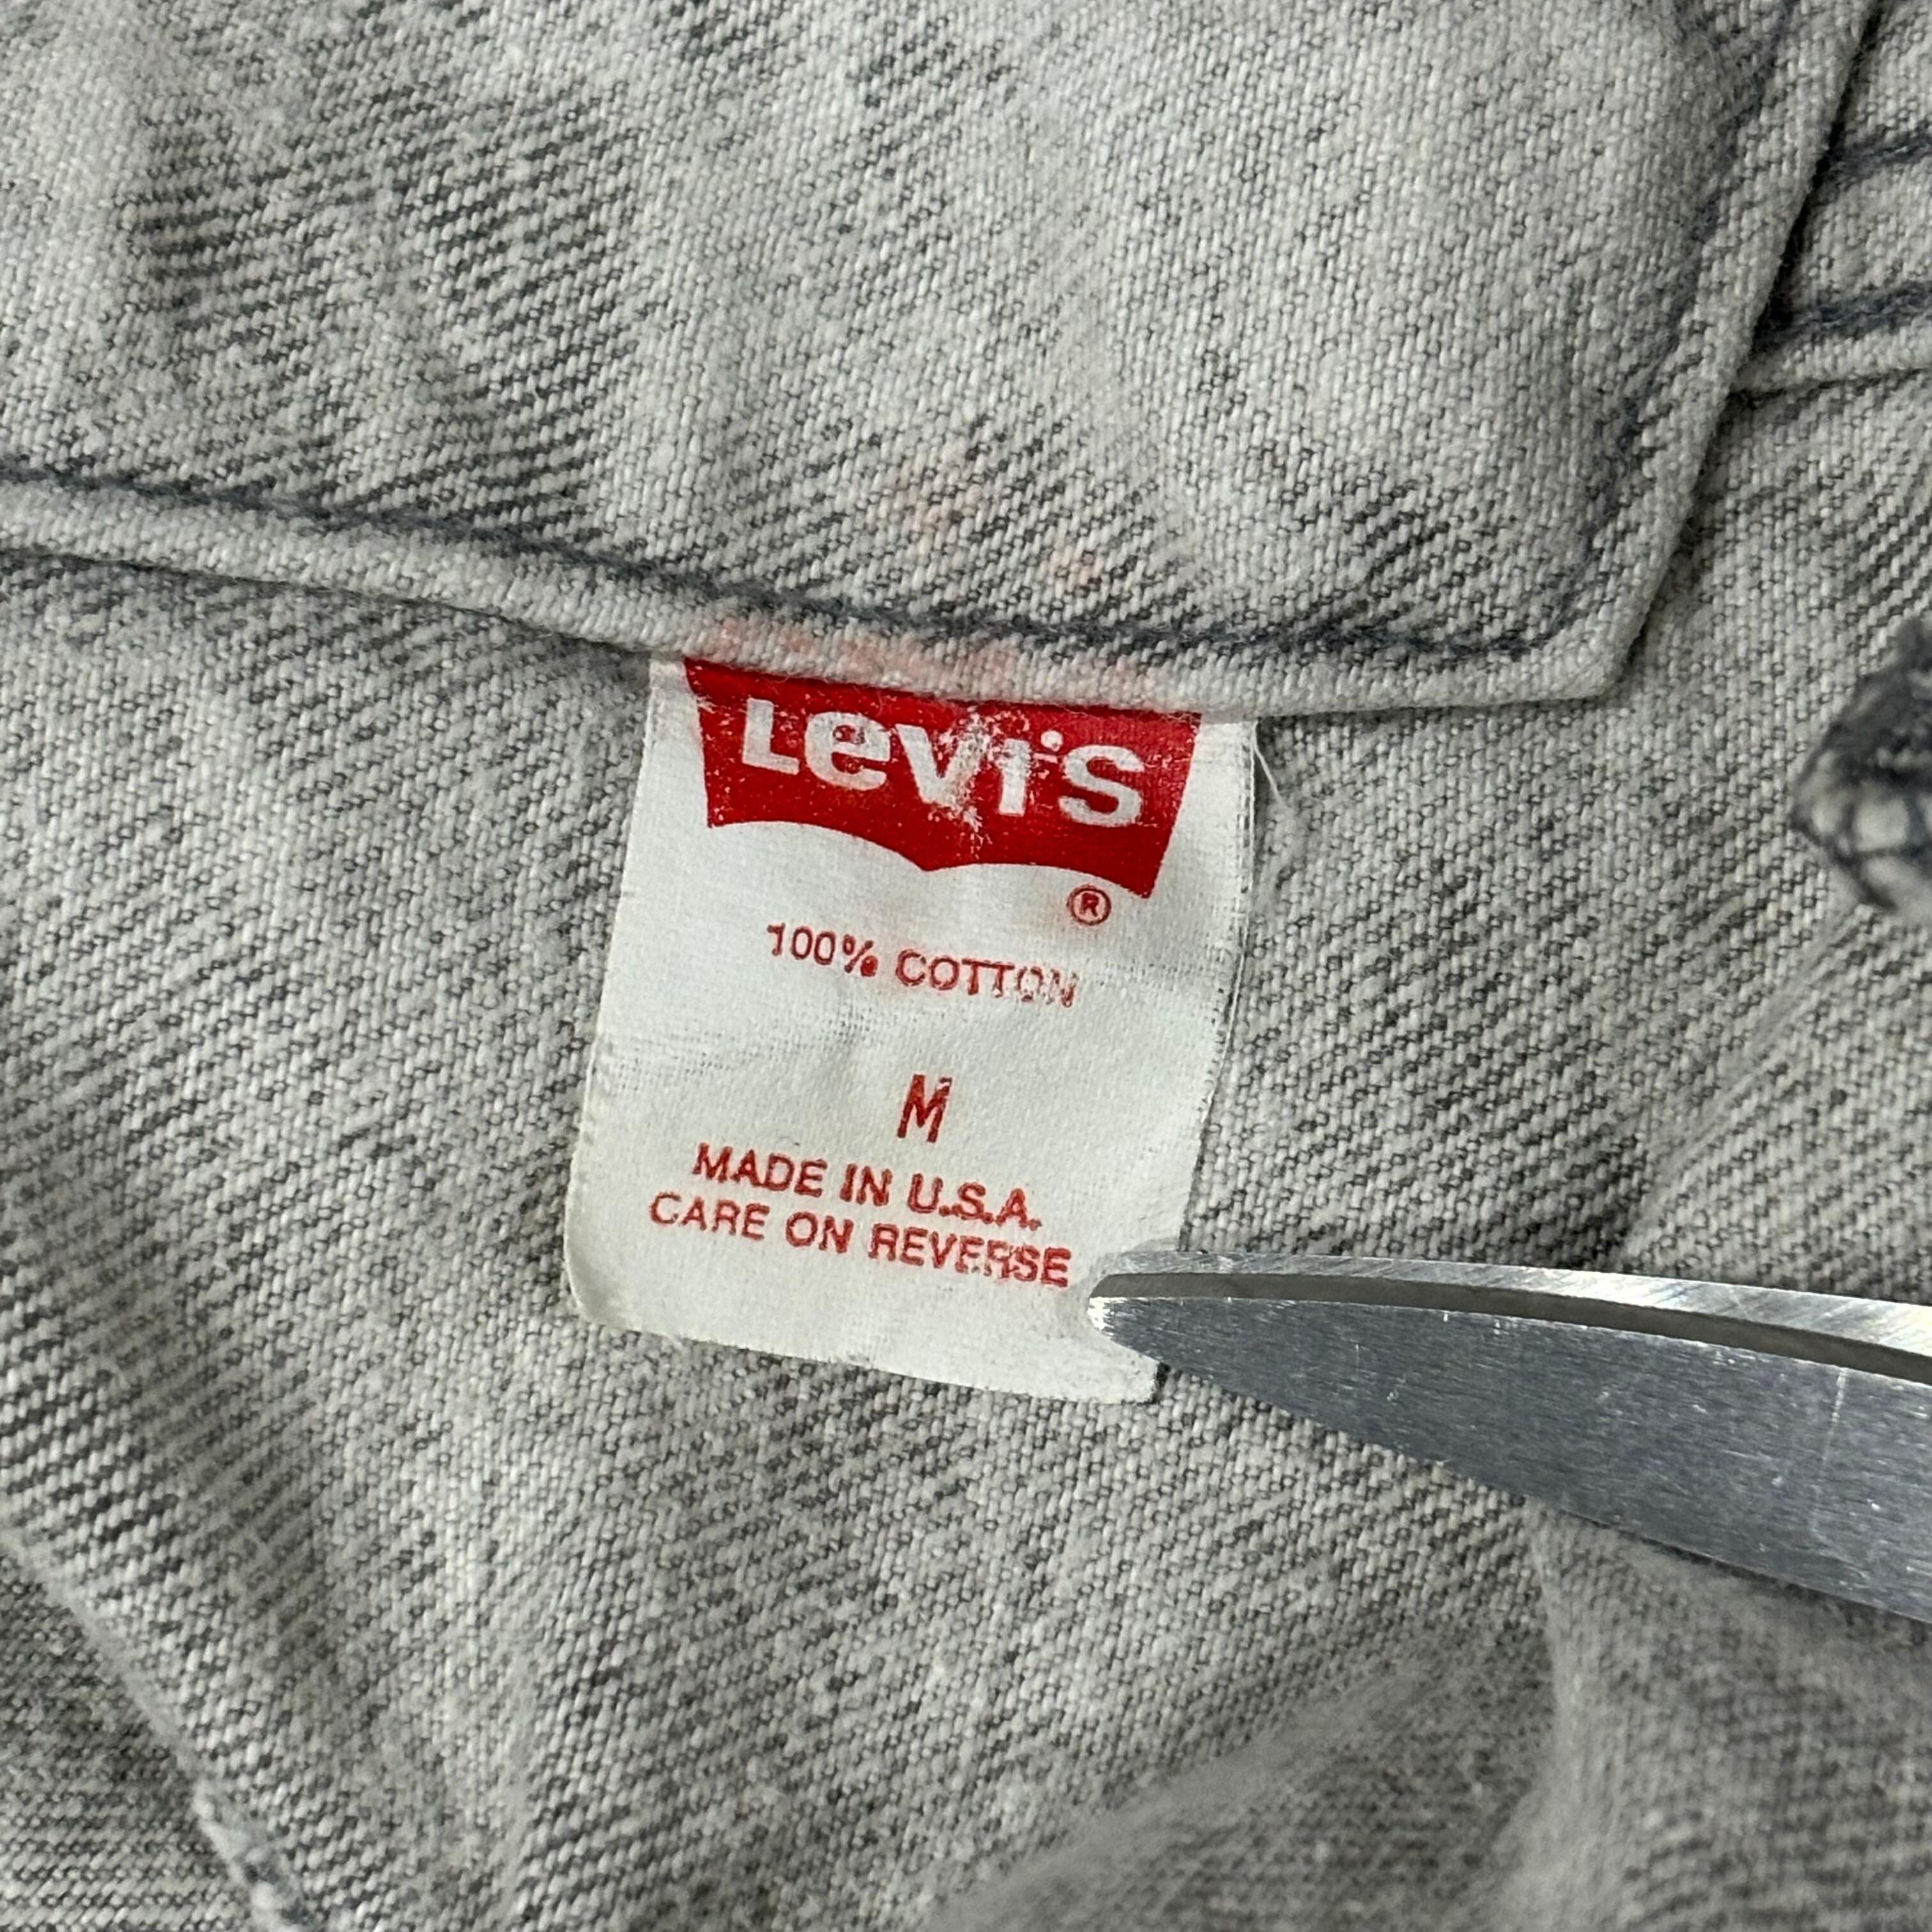 Levi's
®
100% COTTON
M
MADE IN U.S.A.
CARE ON REVERSE